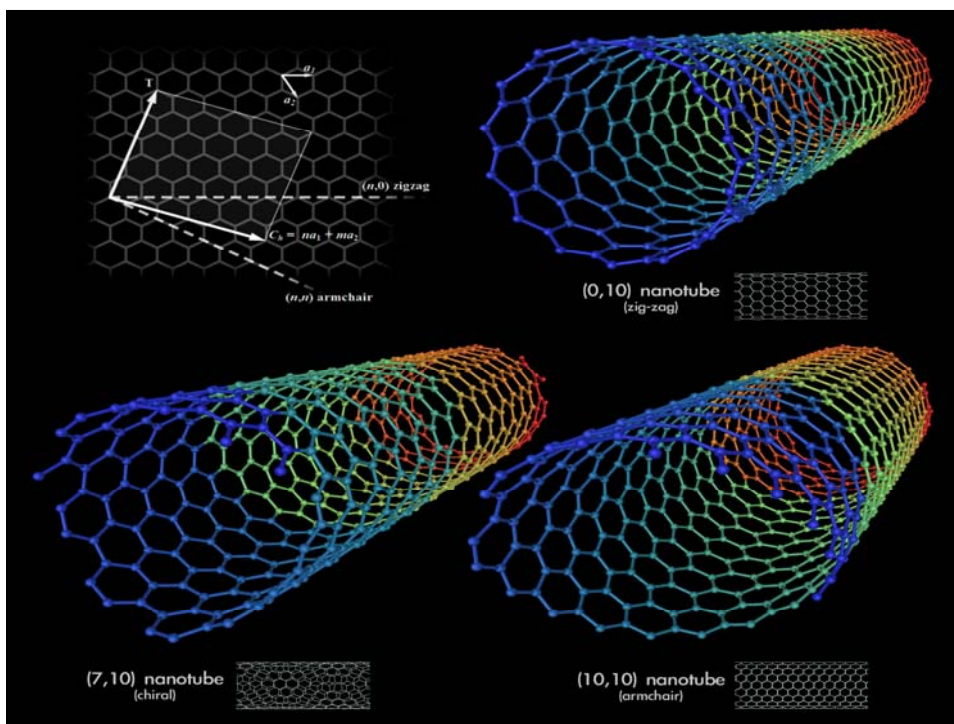 a1
a2
T
(n,0) zigzag
Ch = na1 + ma2
(n,n) armchair
(0,10) nanotube
(zig-zag)
(7,10) nanotube
(chiral)
(10,10) nanotube
(armchair)